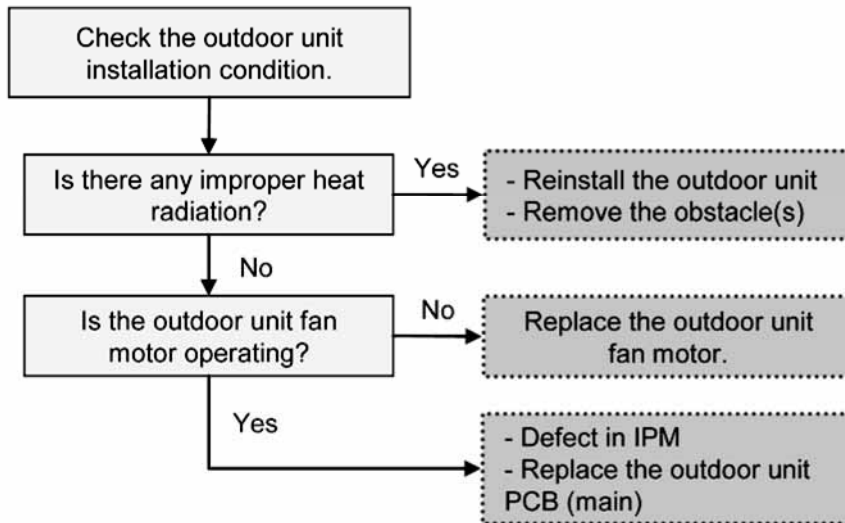 Check the outdoor unit
installation condition.
Is there any improper heat
radiation?
Yes
- Reinstall the outdoor unit
- Remove the obstacle(s)
No
Is the outdoor unit fan
motor operating?
No
Replace the outdoor unit
fan motor.
Yes
- Defect in IPM
- Replace the outdoor unit
PCB (main)